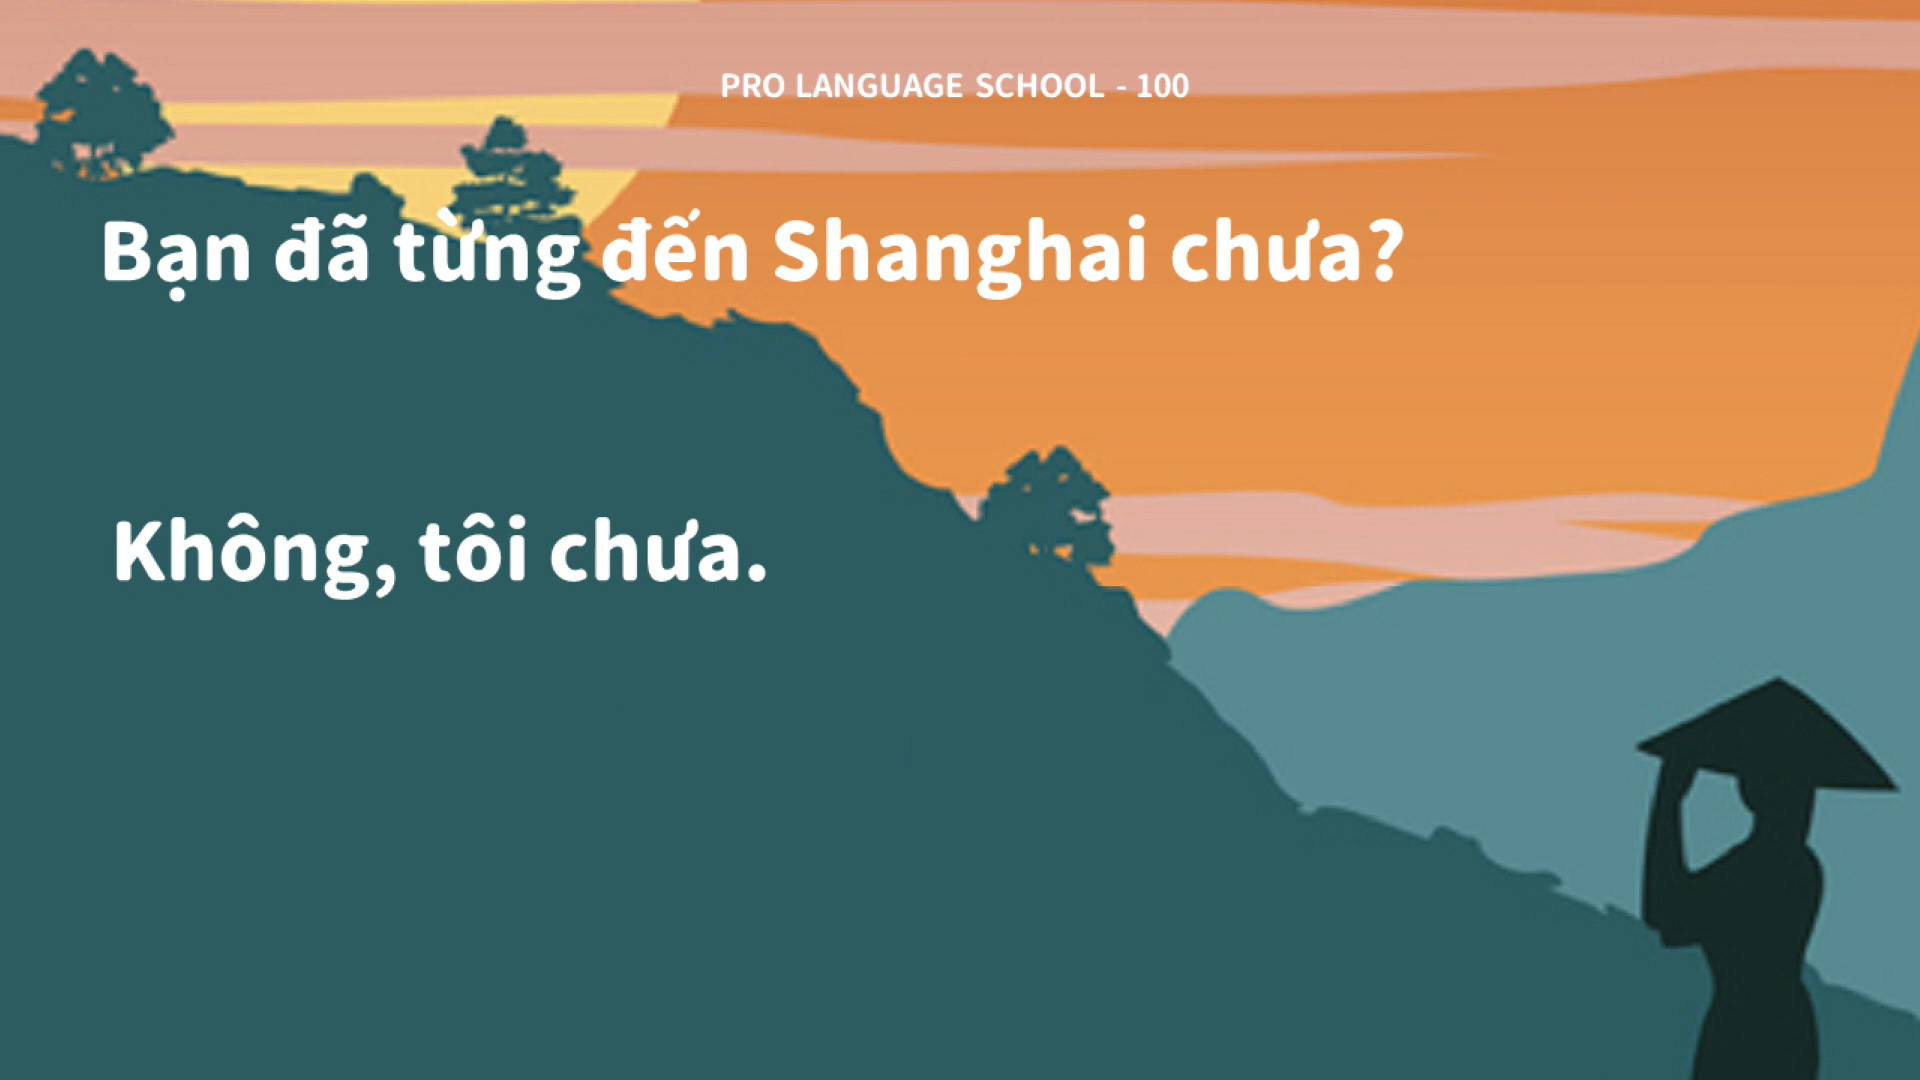 PRO LANGUAGE SCHOOL - 100
Bạn đã từng đến Shanghai chưa?
Không, tôi chưa.